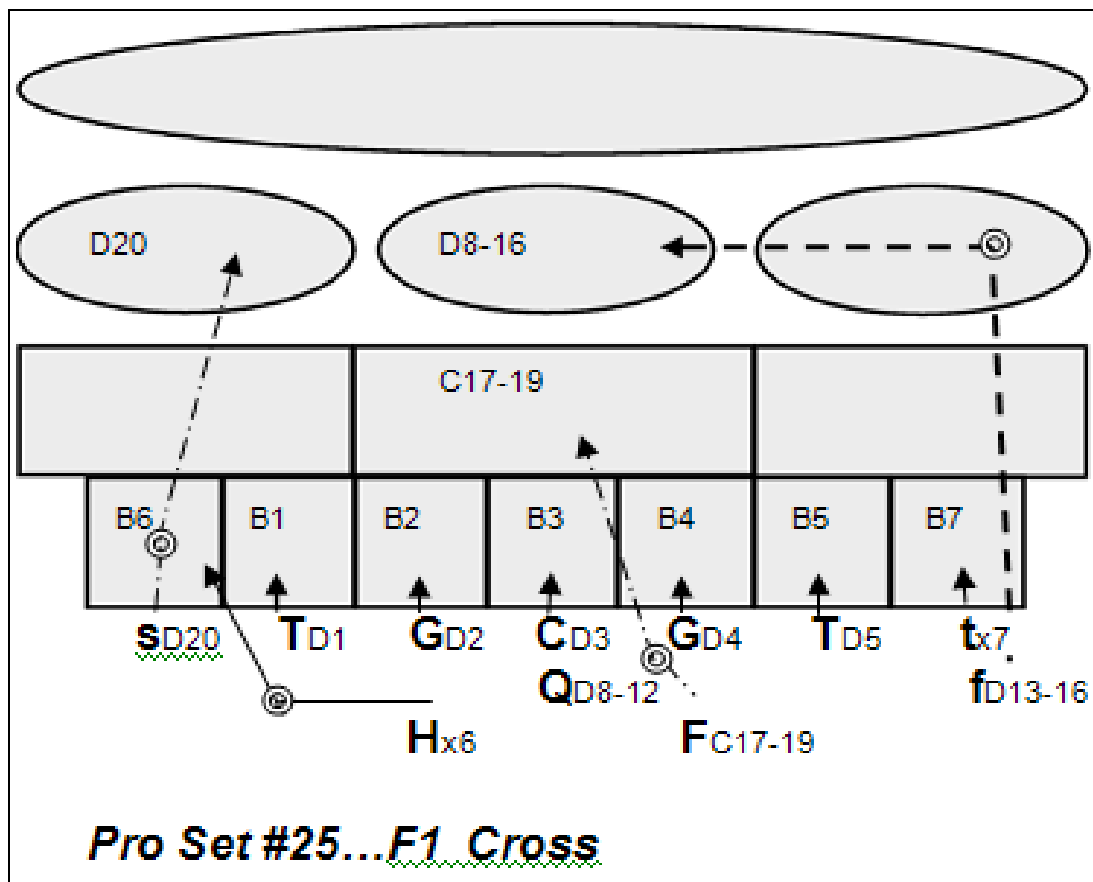 D20 D8-16
C17-19
B6 B1 B2 B3 B4 B5 B7
sD20 TD1 GD2 CD3 GD4 TD5 tx7
QD8-12 fD13-16
Hx6 FC17-19
Pro Set #25...F1 Cross